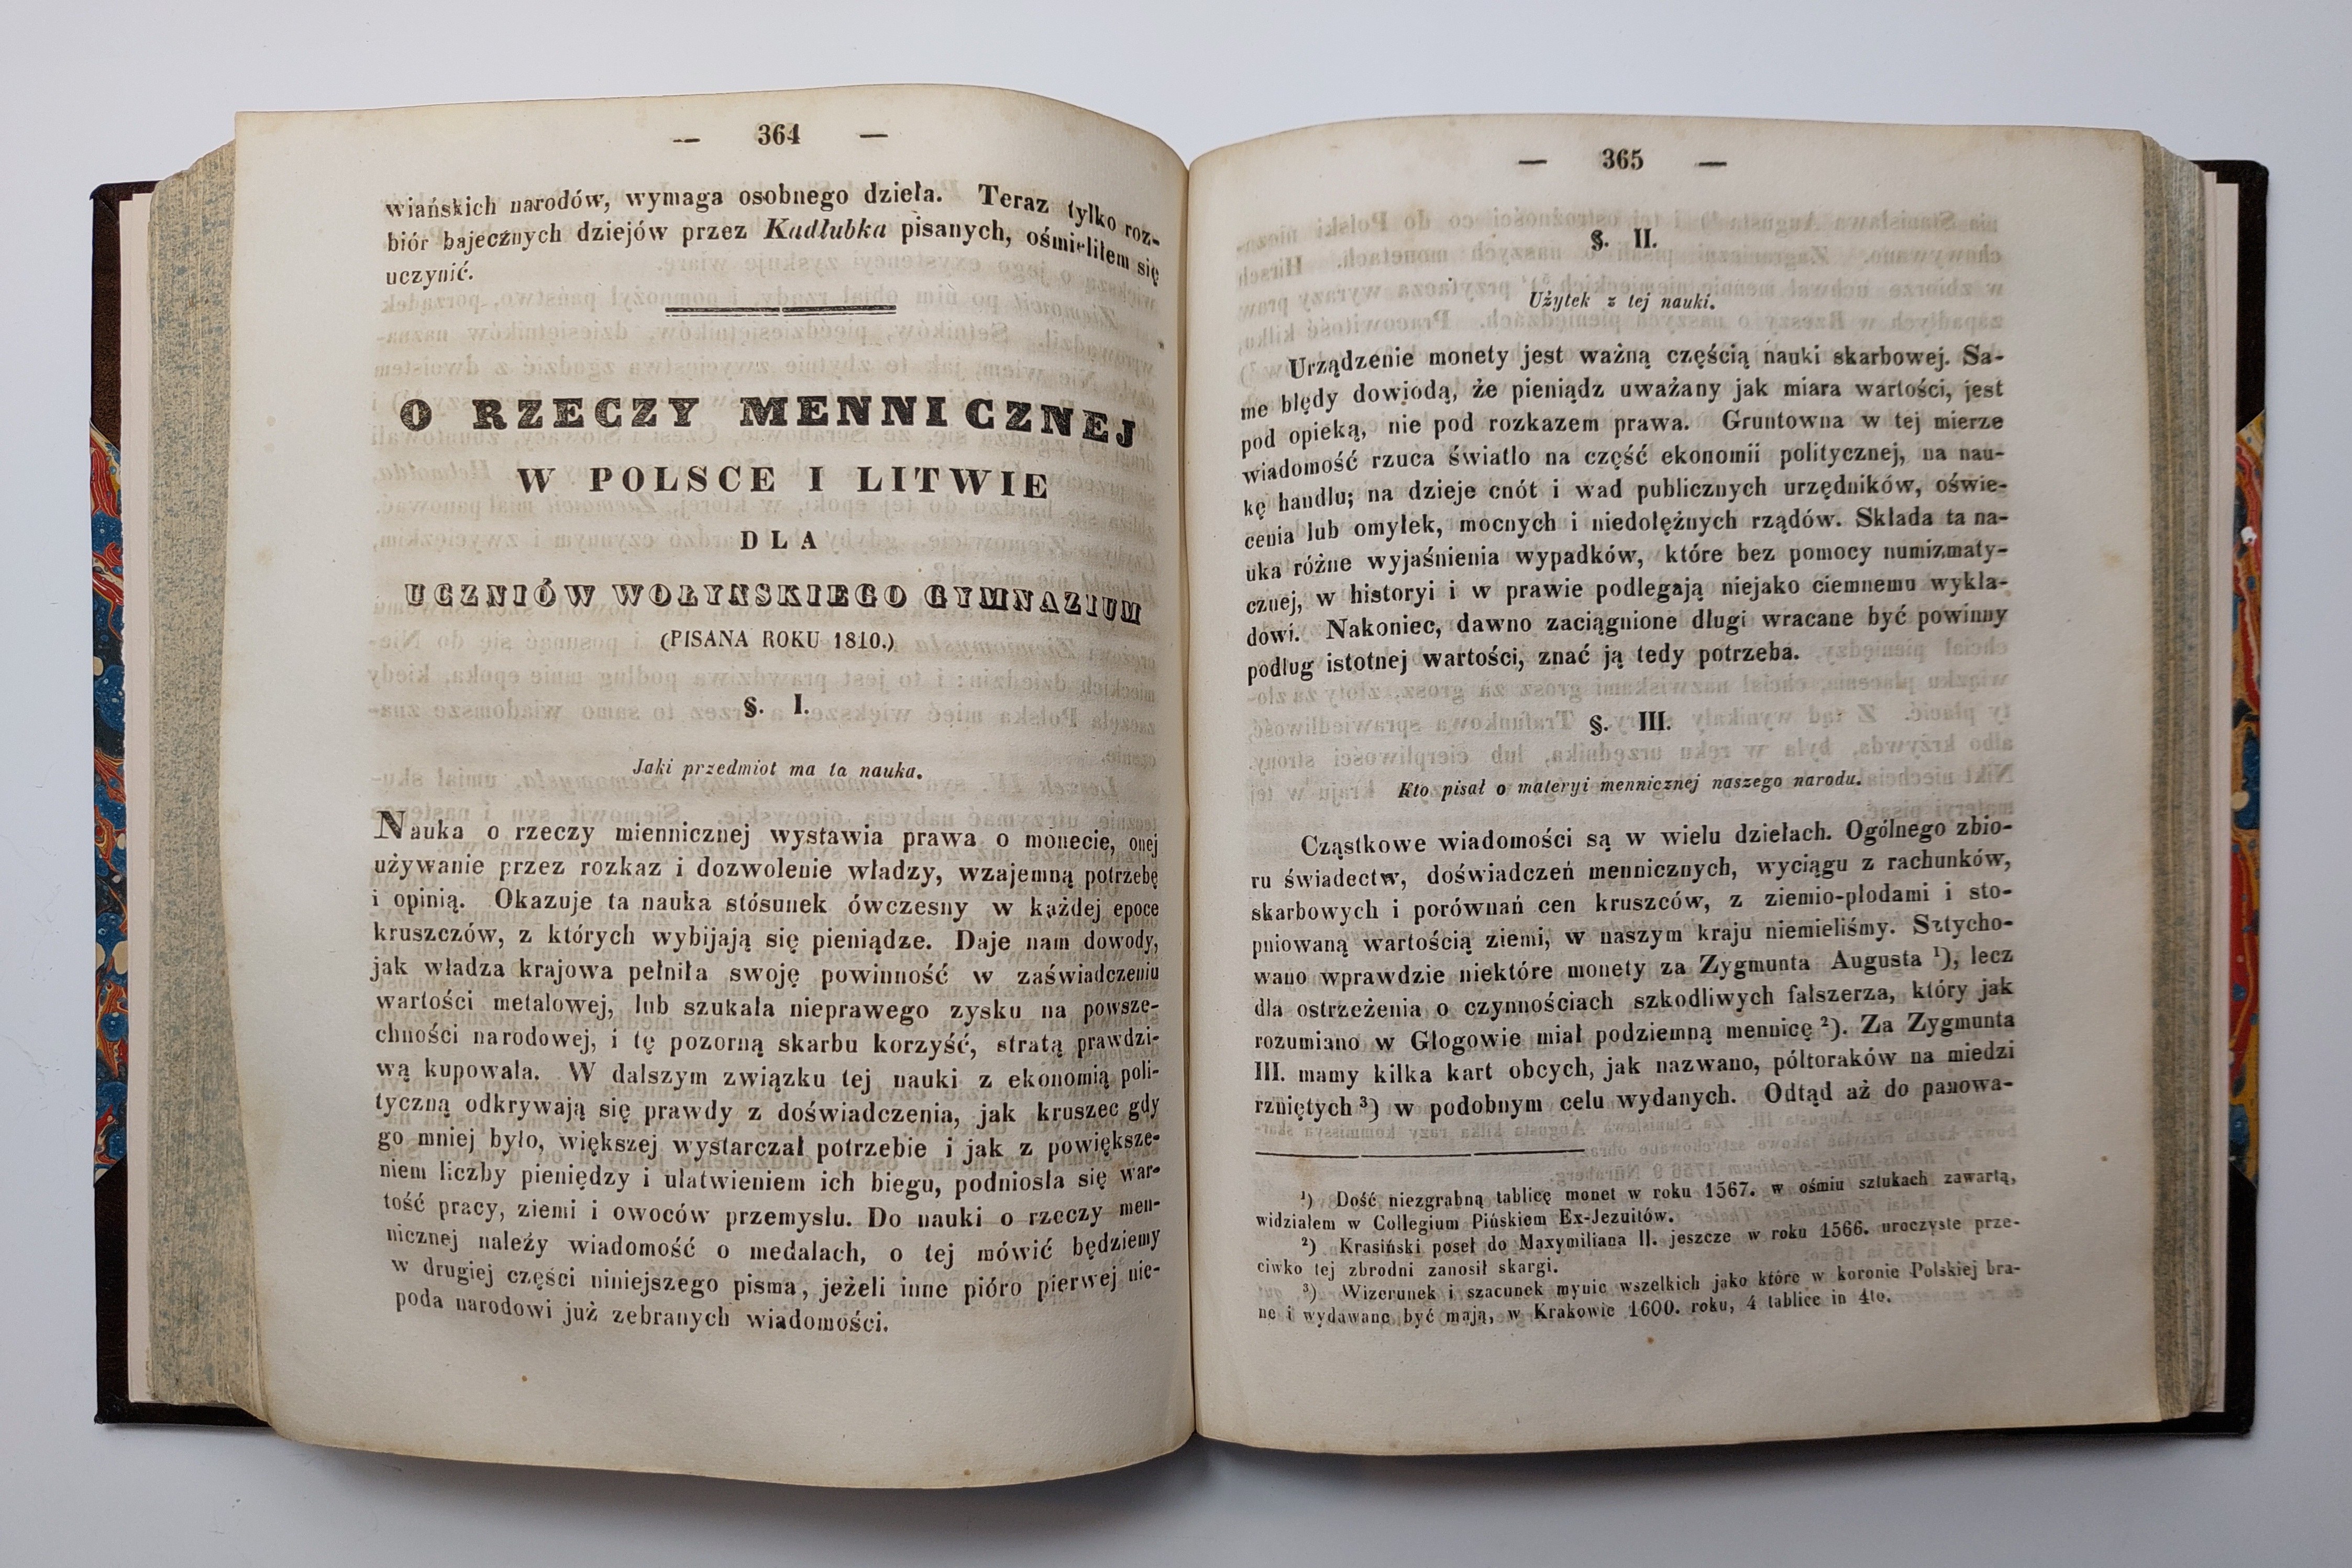 — 364 —
wiańskich narodów, wymaga osobnego dzieła. Teraz tylko roz-
biór bajecznych dziejów przez Kadłubka pisanych, ośmieliłem się
uczynić.
O RZECZY MENNICZNEJ
W POLSCE I LITWIE
DLA
UCZNIÓW WOŁYNSKIEGO GYMNAZIUM
(PISANA ROKU 1810.)
§. I.
Jaki przedmiot ma ta nauka.
Nauka o rzeczy miennicznej wystawia prawa o monecie, onej
używanie przez rozkaz i dozwolenie władzy, wzajemną potrzebę
i opinią. Okazuje ta nauka stósunek ówczesny w każdej epoce
kruszczów, z których wybijają się pieniądze. Daje nam dowody,
jak władza krajowa pełniła swoję powinność w zaświadczeniu
wartości metalowej, lub szukała nieprawego zysku na powsze-
chności narodowej, i tę pozorną skarbu korzyść, stratą prawdzi-
wą kupowała. W dalszym związku tej nauki z ekonomią poli-
tyczną odkrywają się prawdy z doświadczenia, jak kruszec gdy
go mniej było, większej wystarczał potrzebie i jak z powiększe-
niem liczby pieniędzy i ułatwieniem ich biegu, podniosła się war-
tość pracy, ziemi i owoców przemysłu. Do nauki o rzeczy men-
nicznej należy wiadomość o medalach, o tej mówić będziemy
w drugiej części niniejszego pisma, jeżeli inne pióro pierwej nie-
poda narodowi już zebranych wiadomości.
— 365 —
§. II.
Użytek z tej nauki.
Urządzenie monety jest ważną częścią nauki skarbowej. Sa-
me błędy dowiodą, że pieniądz uważany jak miara wartości, jest
pod opieką, nie pod rozkazem prawa. Gruntowna w tej mierze
wiadomość rzuca światło na część ekonomii politycznej, na nau-
kę handlu; na dzieje cnót i wad publicznych urzędników, oświe-
cenia lub omyłek, mocnych i niedołężnych rządów. Składa ta na-
uka różne wyjaśnienia wypadków, które bez pomocy numizmaty-
cznej, w historyi i w prawie podlegają niejako ciemnemu wykła-
dowi. Nakoniec, dawno zaciągnione długi wracane być powinny
podług istotnej wartości, znać ją tedy potrzeba.
§. III.
Kto pisał o materyi mennicznej naszego narodu.
Cząstkowe wiadomości są w wielu dziełach. Ogólnego zbio-
ru świadectw, doświadczeń mennicznych, wyciągu z rachunków,
skarbowych i porównań cen kruszców, z ziemio-płodami i sto-
pniowaną wartością ziemi, w naszym kraju niemieliśmy. Sztycho-
wano wprawdzie niektóre monety za Zygmunta Augusta ¹), lecz
dla ostrzeżenia o czynnościach szkodliwych fałszerza, który jak
rozumiano w Głogowie miał podziemną mennicę ²). Za Zygmunta
III. mamy kilka kart obcych, jak nazwano, półtoraków na miedzi
rzniętych ³) w podobnym celu wydanych. Odtąd aż do panowa-
¹) Dość niezgrabną tablicę monet w roku 1567. w ośmiu sztukach zawartą,
widziałem w Collegium Pińskiem Ex-Jezuitów.
²) Krasiński poseł do Maxymiliana II. jeszcze w roku 1566. uroczyste prze-
ciwko tej zbrodni zanosił skargi.
³) Wizerunek i szacunek mynic wszelkich jako które w koronie Polskiej bra-
ne i wydawane być mają, w Krakowie 1600. roku, 4 tablice in 4to.